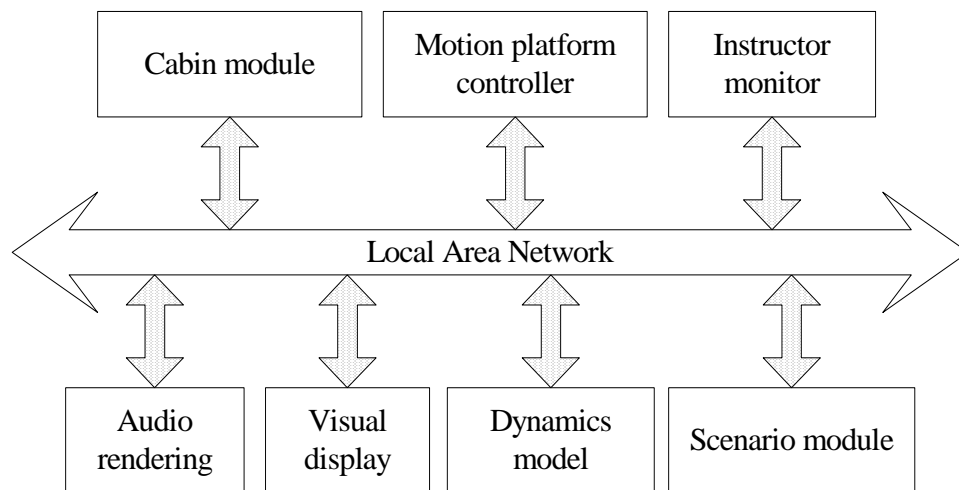 Cabin module
Motion platform
controller
Instructor
monitor
Local Area Network
Audio
rendering
Visual
display
Dynamics
model
Scenario module